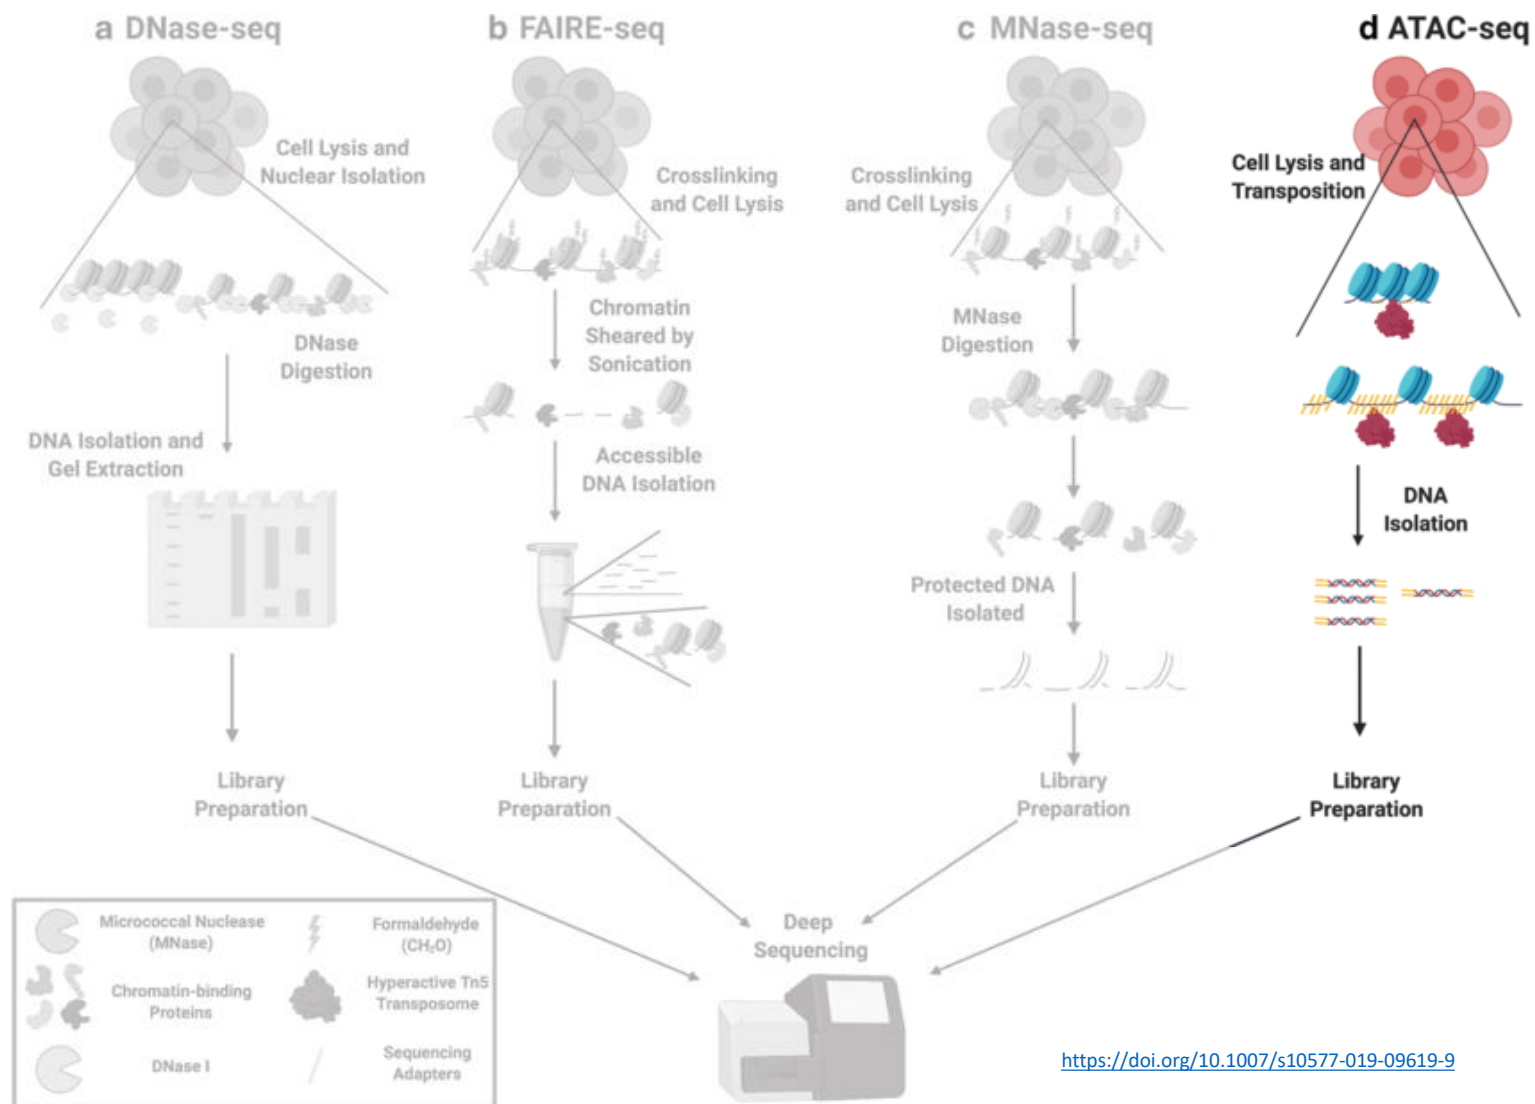 a DNase-seq
Cell Lysis and
Nuclear Isolation
DNase
Digestion
DNA Isolation and
Gel Extraction
Library
Preparation
b FAIRE-seq
Crosslinking
and Cell Lysis
Chromatin
Sheared by
Sonication
Accessible
DNA Isolation
Library
Preparation
c MNase-seq
Crosslinking
and Cell Lysis
MNase
Digestion
Protected DNA
Isolated
Library
Preparation
d ATAC-seq
Cell Lysis and
Transposition
DNA
Isolation
Library
Preparation
Deep
Sequencing
Micrococcal Nuclease
(MNase)
Formaldehyde
(CH₂O)
Chromatin-binding
Proteins
Hyperactive Tn5
Transposome
DNase I
Sequencing
Adapters
https://doi.org/10.1007/s10577-019-09619-9